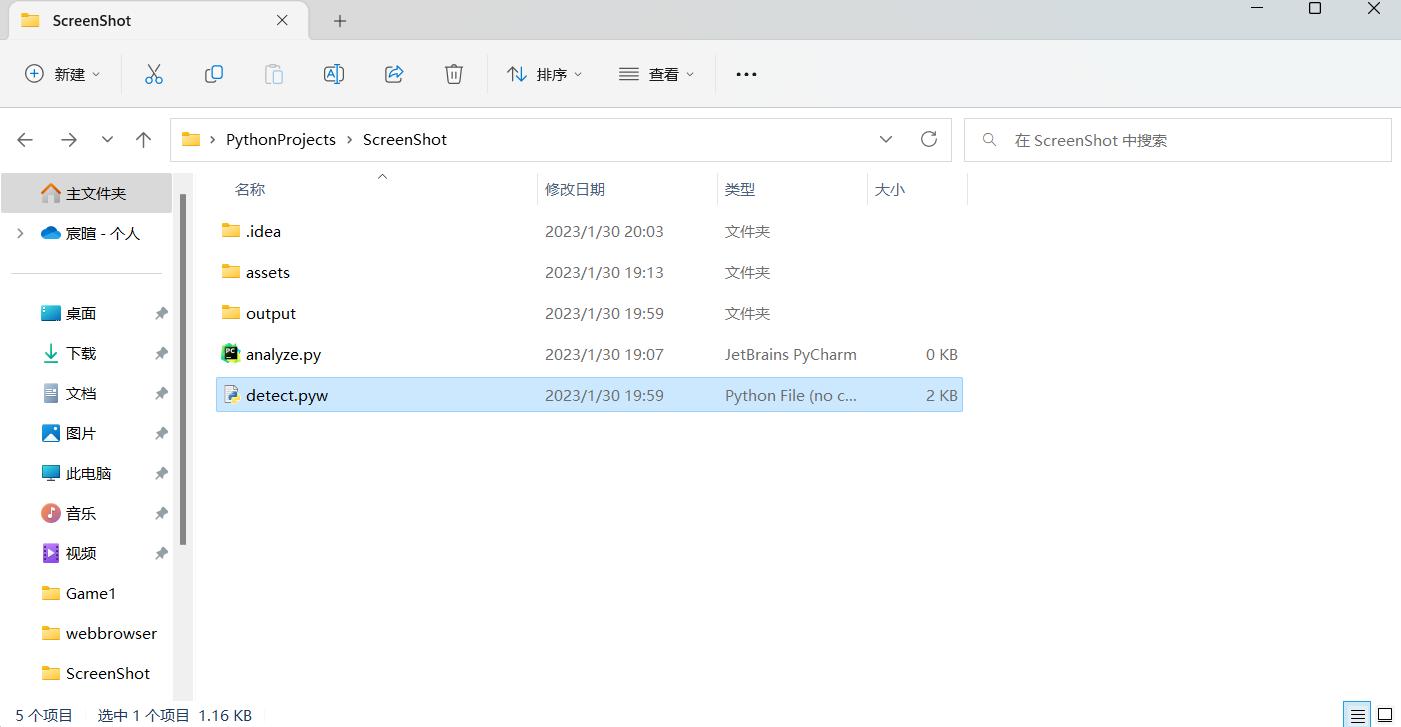 ScreenShot
新建 排序 查看
PythonProjects ScreenShot 在 ScreenShot 中搜索
主文件夹
宸暄 - 个人
桌面
下载
文档
图片
此电脑
音乐
视频
Game1
webbrowser
ScreenShot
名称 修改日期 类型 大小
.idea 2023/1/30 20:03 文件夹
assets 2023/1/30 19:13 文件夹
output 2023/1/30 19:59 文件夹
analyze.py 2023/1/30 19:07 JetBrains PyCharm 0 KB
detect.pyw 2023/1/30 19:59 Python File (no c... 2 KB
5 个项目 选中 1 个项目 1.16 KB